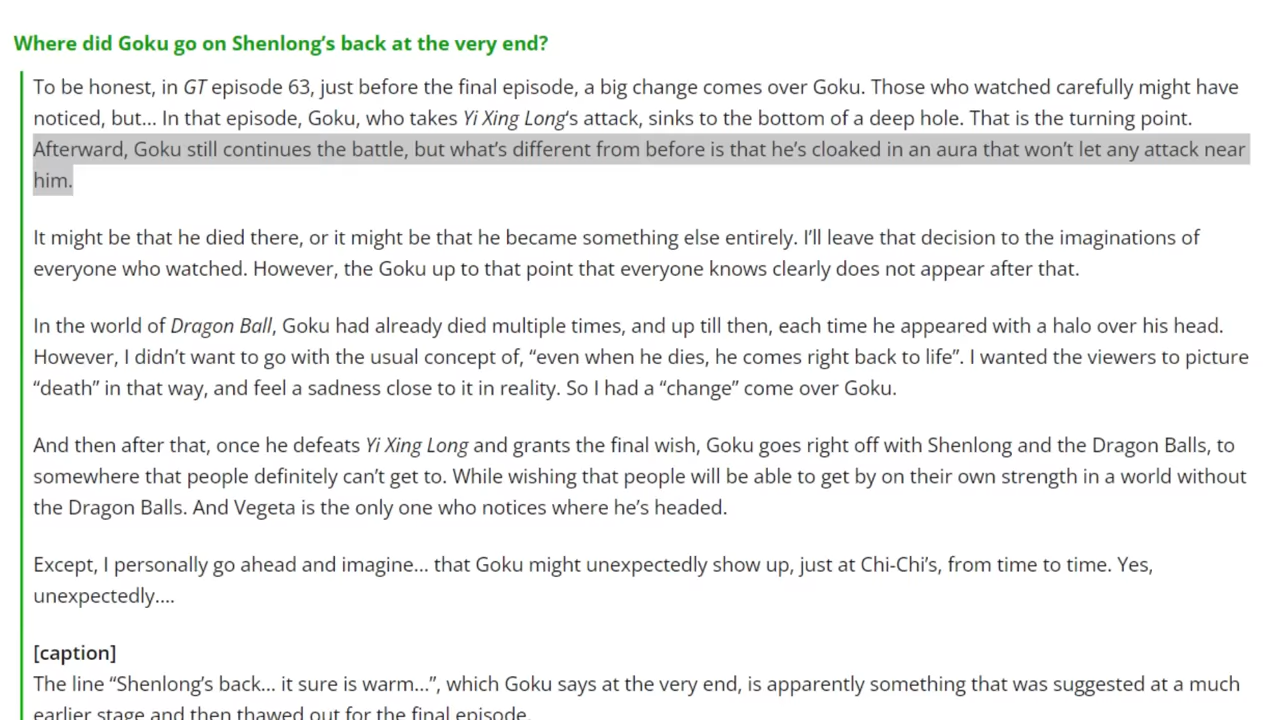 Where did Goku go on Shenlong’s back at the very end?
To be honest, in GT episode 63, just before the final episode, a big change comes over Goku. Those who watched carefully might have
noticed, but… In that episode, Goku, who takes Yi Xing Long‘s attack, sinks to the bottom of a deep hole. That is the turning point.
Afterward, Goku still continues the battle, but what’s different from before is that he’s cloaked in an aura that won’t let any attack near
him.
It might be that he died there, or it might be that he became something else entirely. I’ll leave that decision to the imaginations of
everyone who watched. However, the Goku up to that point that everyone knows clearly does not appear after that.
In the world of Dragon Ball, Goku had already died multiple times, and up till then, each time he appeared with a halo over his head.
However, I didn’t want to go with the usual concept of, “even when he dies, he comes right back to life”. I wanted the viewers to picture
“death” in that way, and feel a sadness close to it in reality. So I had a “change” come over Goku.
And then after that, once he defeats Yi Xing Long and grants the final wish, Goku goes right off with Shenlong and the Dragon Balls, to
somewhere that people definitely can’t get to. While wishing that people will be able to get by on their own strength in a world without
the Dragon Balls. And Vegeta is the only one who notices where he’s headed.
Except, I personally go ahead and imagine… that Goku might unexpectedly show up, just at Chi-Chi’s, from time to time. Yes,
unexpectedly….
[caption]
The line “Shenlong’s back… it sure is warm…”, which Goku says at the very end, is apparently something that was suggested at a much
earlier stage and then thawed out for the final episode.